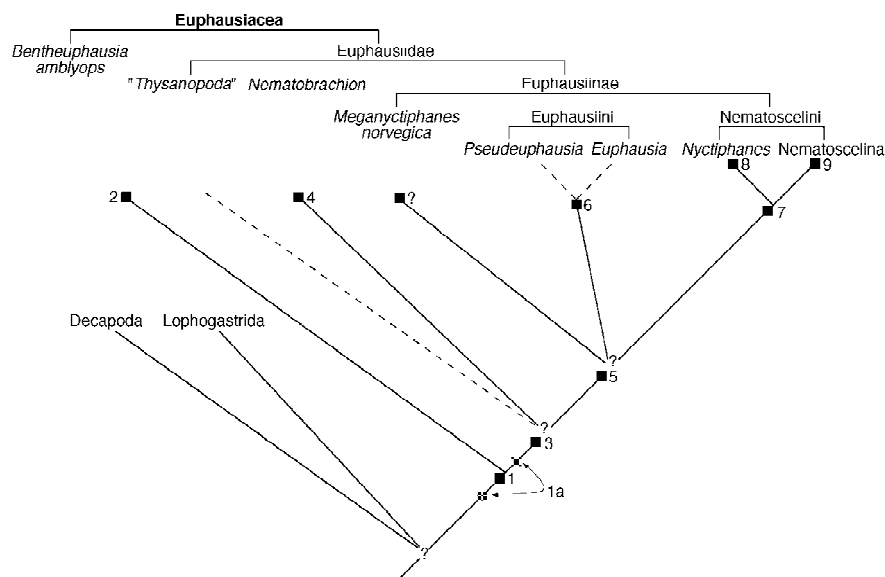 Euphausiacea
Bentheuphausia
amblyops
Euphausiidae
"Thysanopoda" Nematobrachion
Euphausiinae
Meganyctiphanes
norvegica
Euphausiini
Nematoscelini
Pseudeuphausia Euphausia
Nyctiphanes Nematoscelina
8 9
2 4 ? 6 7
Decapoda Lophogastrida
?
5
?
3
1
1a
?